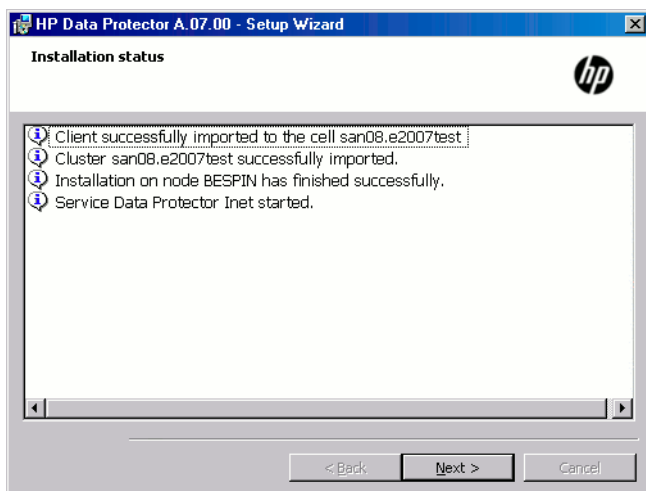 HP Data Protector A.07.00 - Setup Wizard
Installation status
hp
Client successfully imported to the cell san08.e2007test
Cluster san08.e2007test successfully imported.
Installation on node BESPIN has finished successfully.
Service Data Protector Inet started.
< Back Next > Cancel